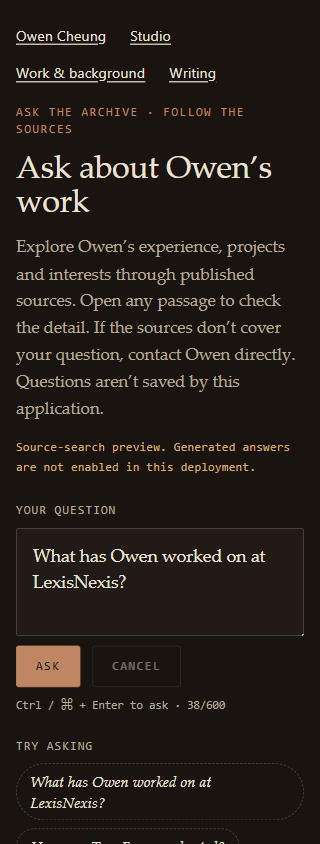 Owen Cheung Studio
Work & background Writing
ASK THE ARCHIVE · FOLLOW THE
SOURCES
Ask about Owen’s
work
Explore Owen’s experience, projects
and interests through published
sources. Open any passage to check
the detail. If the sources don’t cover
your question, contact Owen directly.
Questions aren’t saved by this
application.
Source-search preview. Generated answers
are not enabled in this deployment.
YOUR QUESTION
What has Owen worked on at
LexisNexis?
ASK CANCEL
Ctrl / ⌘ + Enter to ask · 38/600
TRY ASKING
What has Owen worked on at
LexisNexis?